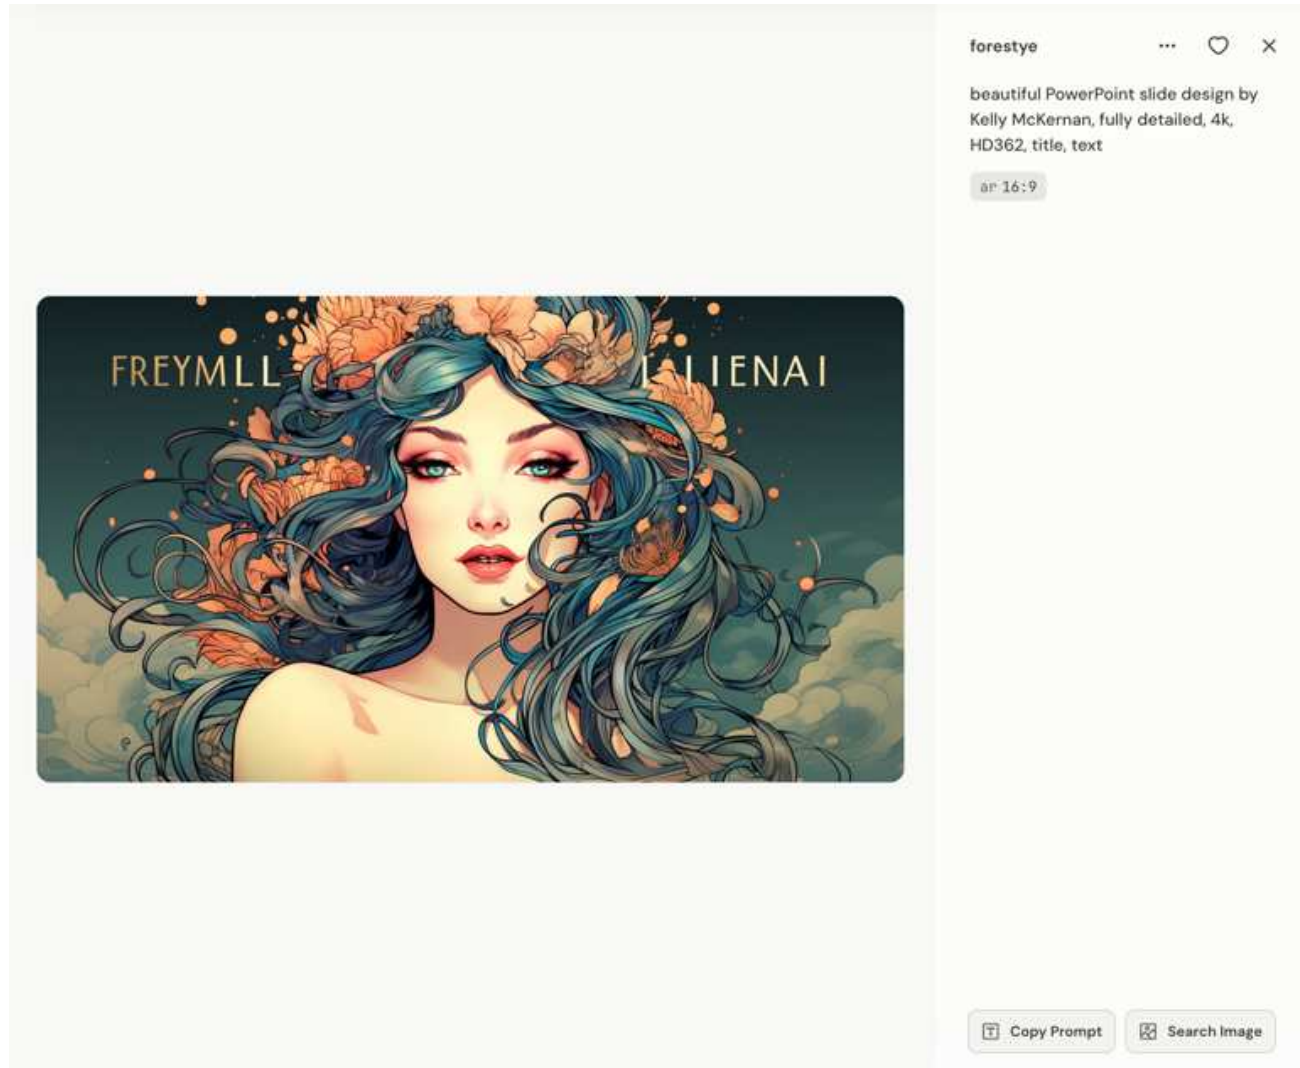 forestye
beautiful PowerPoint slide design by
Kelly McKernan, fully detailed, 4k,
HD362, title, text
ar 16:9
FREYMLL LIENAI
Copy Prompt
Search Image